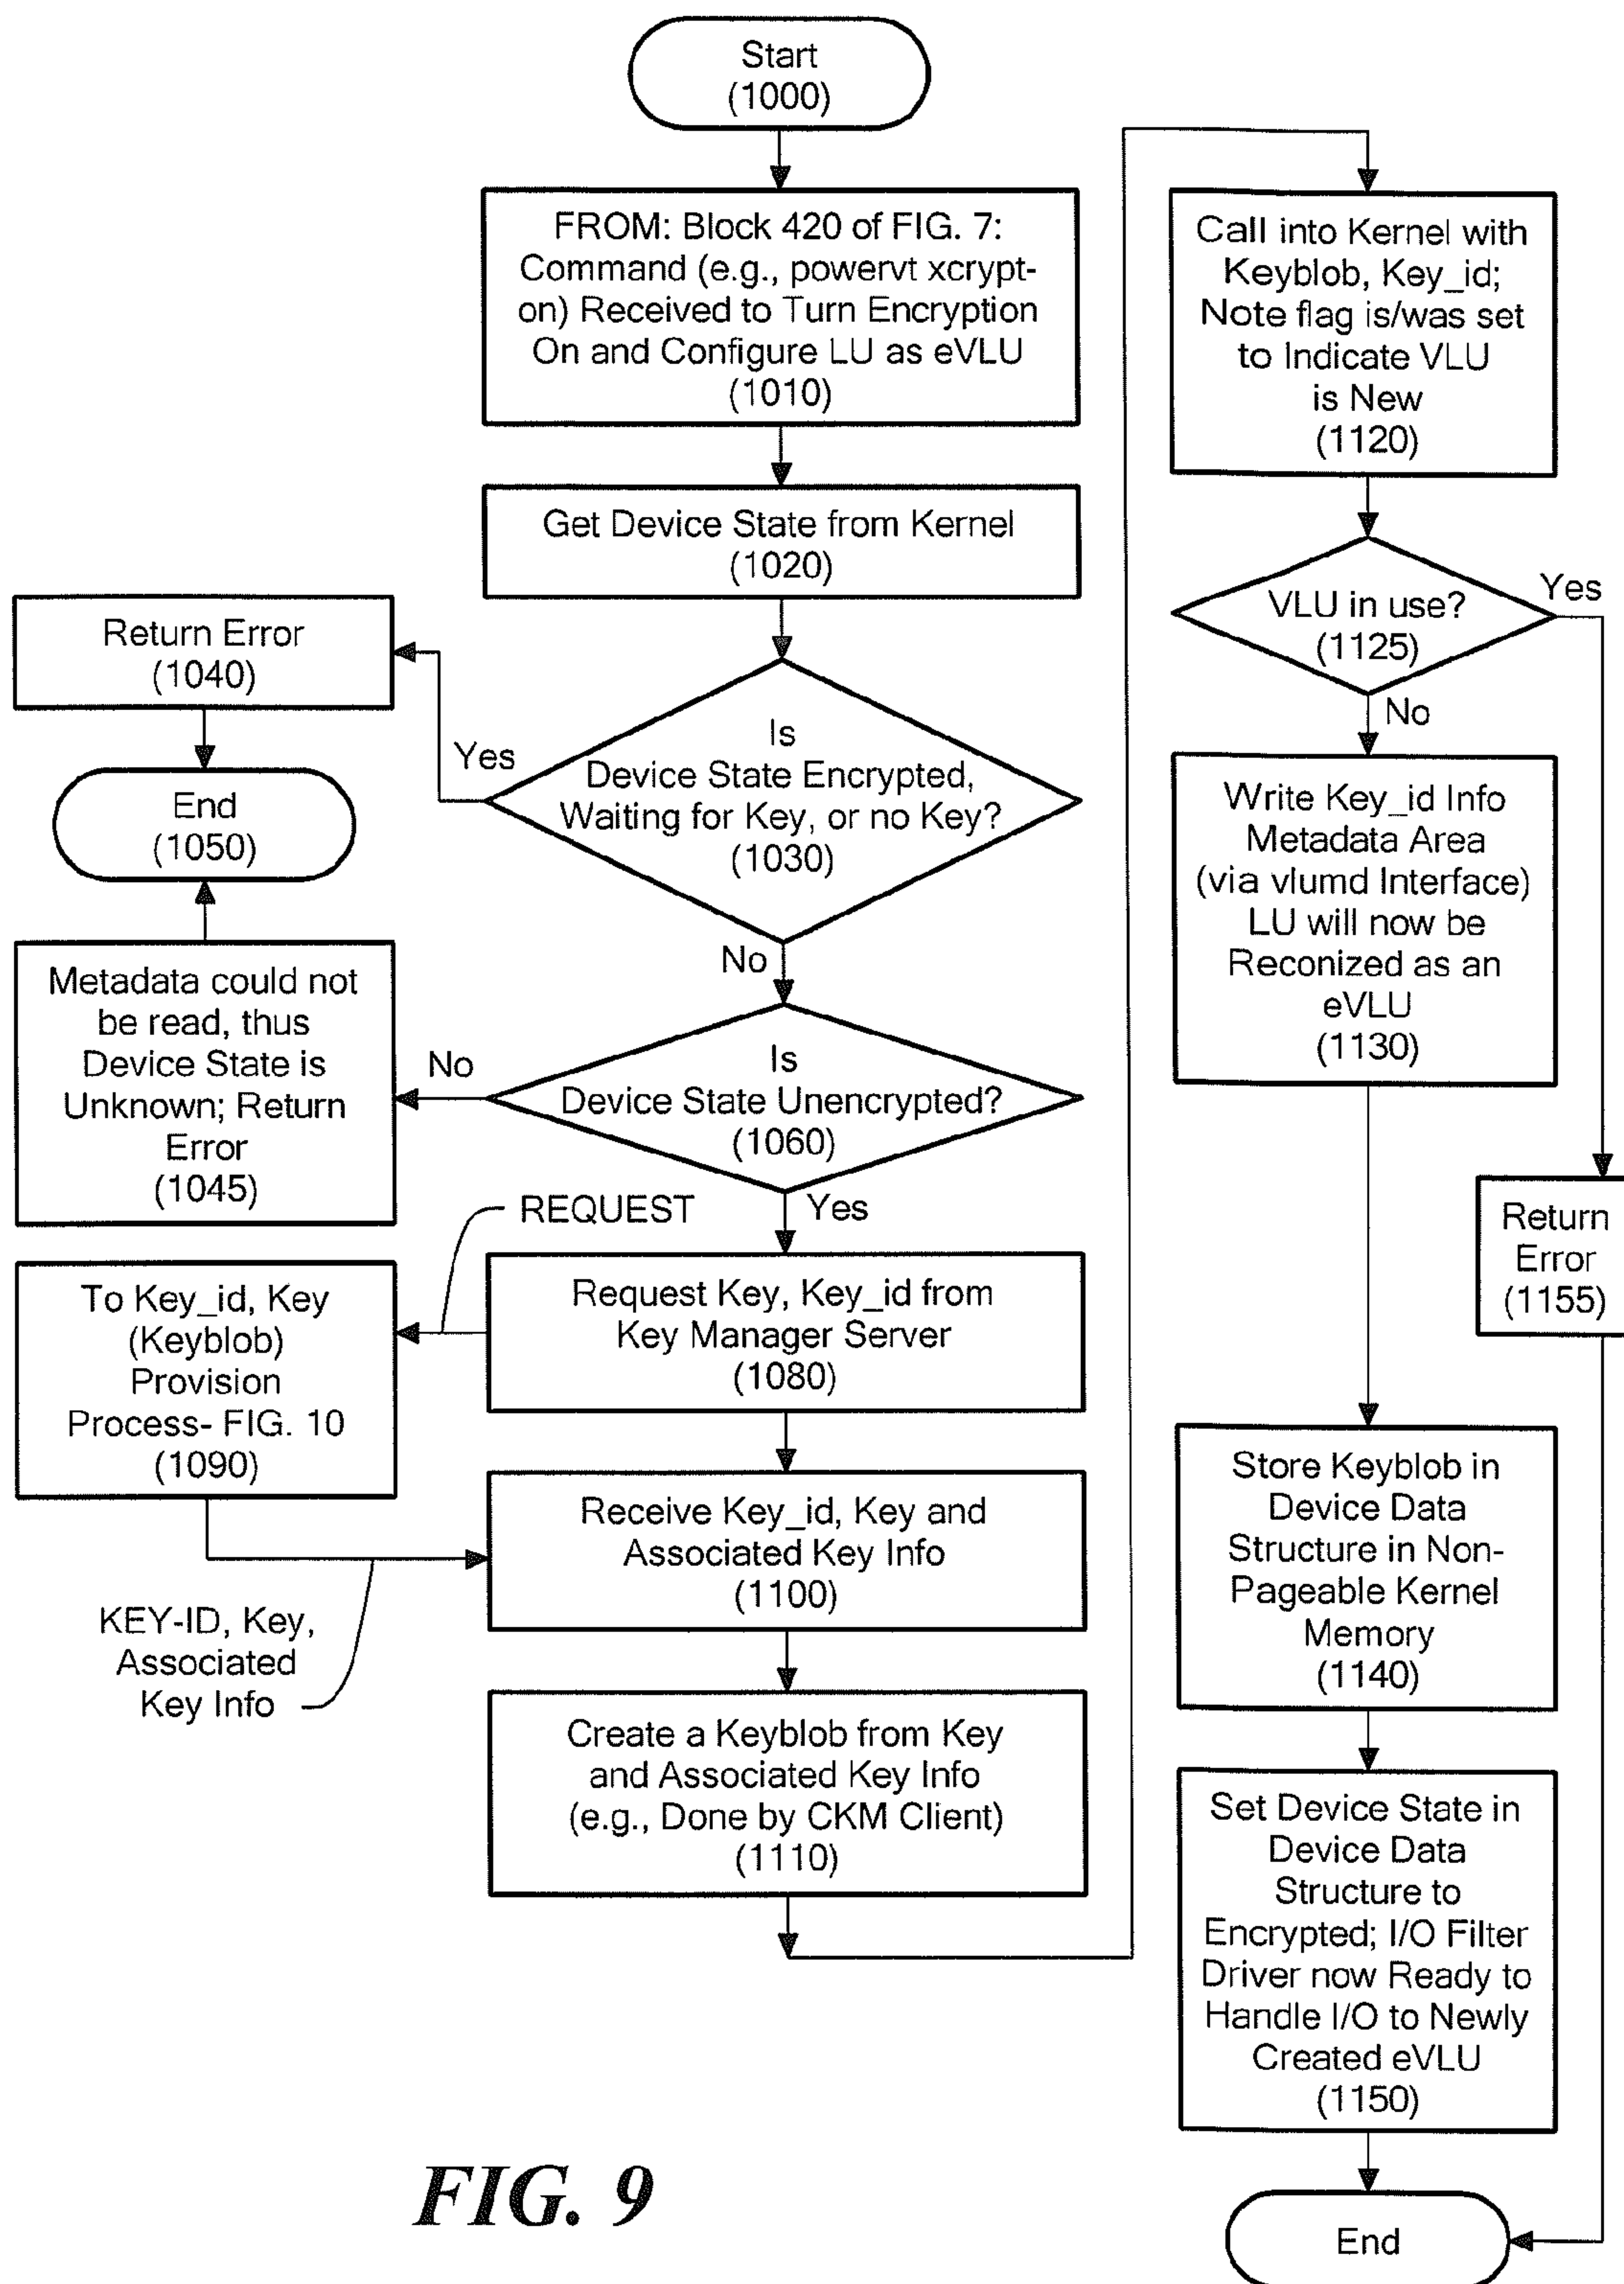 Start
(1000)
FROM: Block 420 of FIG. 7:
Command (e.g., powervt xcrypt-
on) Received to Turn Encryption
On and Configure LU as eVLU
(1010)
Get Device State from Kernel
(1020)
Return Error
(1040)
End
(1050)
Yes
Is
Device State Encrypted,
Waiting for Key, or no Key?
(1030)
No
Metadata could not
be read, thus
Device State is
Unknown; Return
Error
(1045)
No
Is
Device State Unencrypted?
(1060)
Yes
REQUEST
To Key_id, Key
(Keyblob)
Provision
Process- FIG. 10
(1090)
Request Key, Key_id from
Key Manager Server
(1080)
Receive Key_id, Key and
Associated Key Info
(1100)
KEY-ID, Key,
Associated
Key Info
Create a Keyblob from Key
and Associated Key Info
(e.g., Done by CKM Client)
(1110)
Call into Kernel with
Keyblob, Key_id;
Note flag is/was set
to Indicate VLU
is New
(1120)
VLU in use?
(1125)
Yes
No
Write Key_id Info
Metadata Area
(via vlumd Interface)
LU will now be
Reconized as an
eVLU
(1130)
Return
Error
(1155)
Store Keyblob in
Device Data
Structure in Non-
Pageable Kernel
Memory
(1140)
Set Device State in
Device Data
Structure to
Encrypted; I/O Filter
Driver now Ready to
Handle I/O to Newly
Created eVLU
(1150)
End
FIG. 9